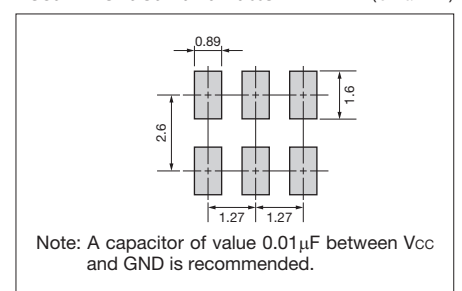 0.89
1.6
2.6
1.27 1.27
Note: A capacitor of value 0.01µF between Vcc
and GND is recommended.